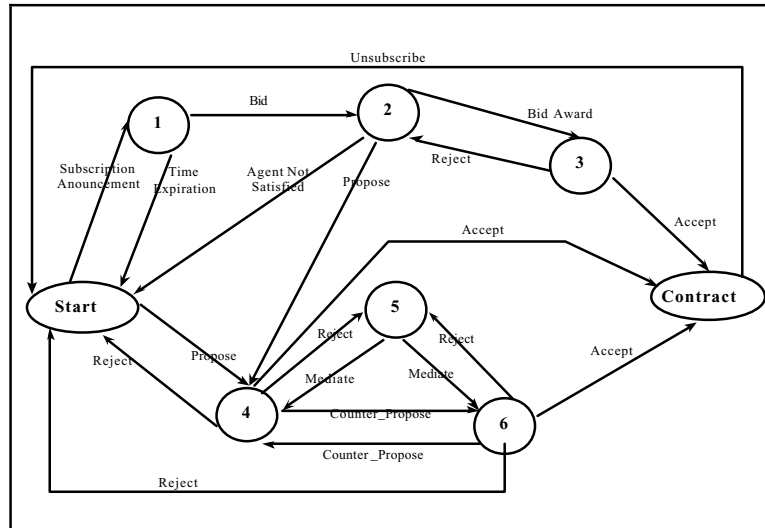 Unsubscribe
Bid
1
2
Bid Award
3
Reject
Subscription
Anouncement
Time
Expiration
Agent Not
Satisfied
Propose
Accept
Accept
Start
Contract
5
Propose
Reject
Reject
Reject
Mediate
Mediate
Accept
4
Counter_Propose
6
Counter_Propose
Reject